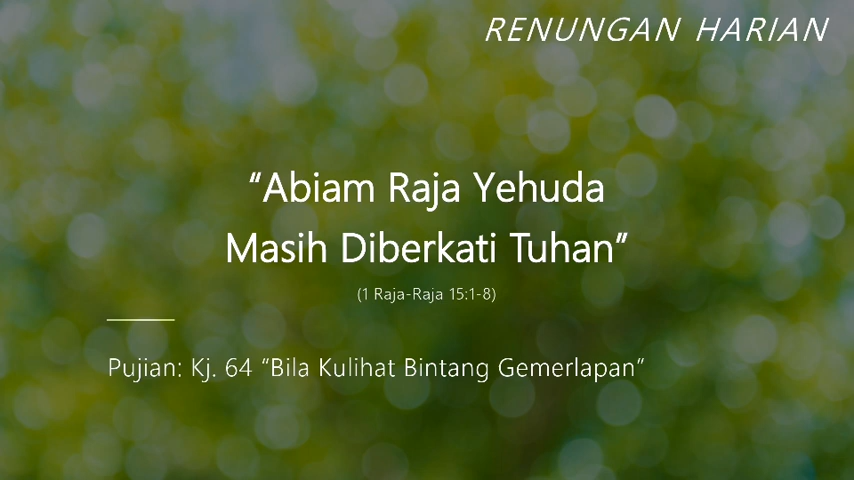 RENUNGAN HARIAN
“Abiam Raja Yehuda
Masih Diberkati Tuhan”
(1 Raja-Raja 15:1-8)
Pujian: Kj. 64 “Bila Kulihat Bintang Gemerlapan”